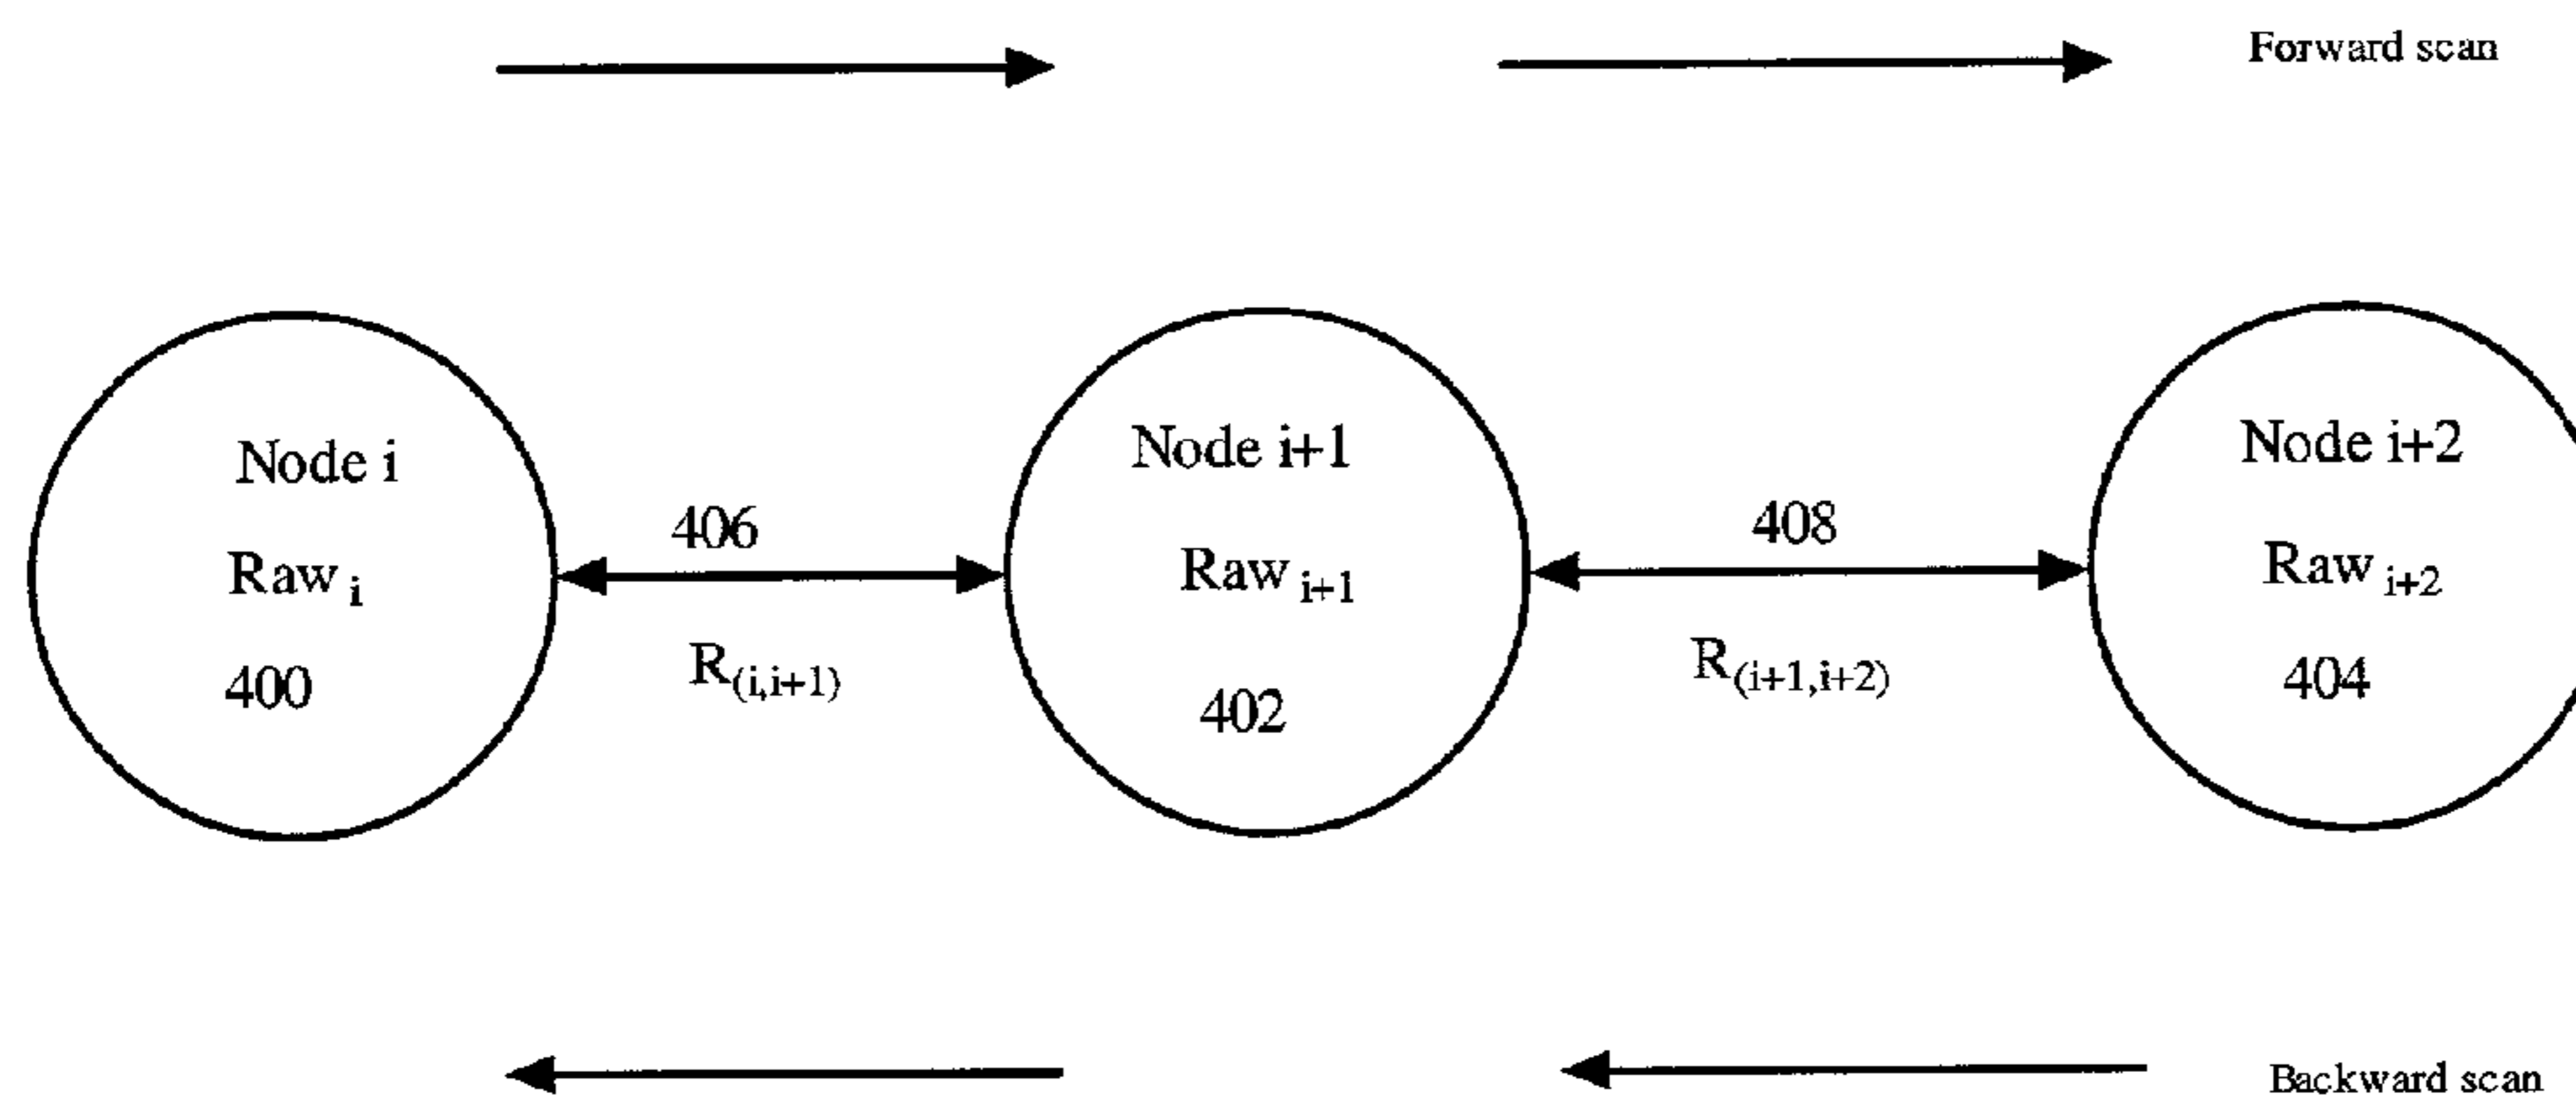 Forward scan
Node i
Raw i
400
406
R(i,i+1)
Node i+1
Raw i+1
402
408
R(i+1,i+2)
Node i+2
Raw i+2
404
Backward scan